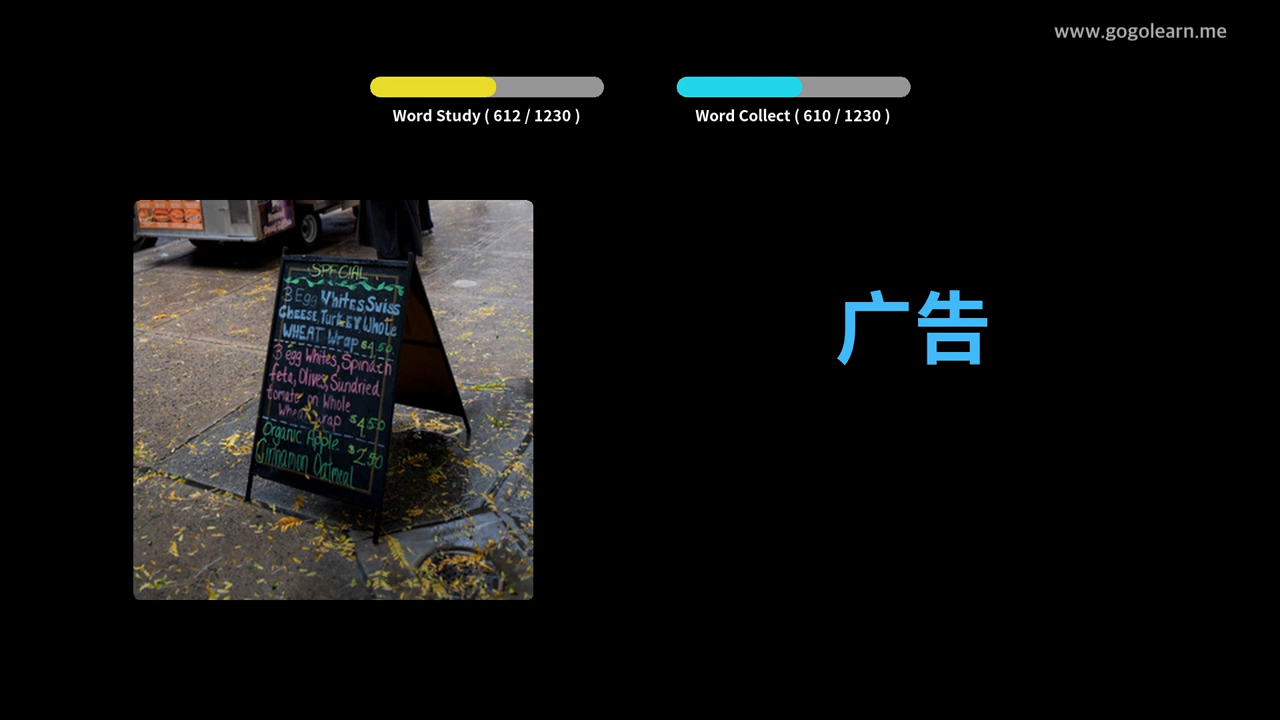 www.gogolearn.me
Word Study ( 612 / 1230 )
Word Collect ( 610 / 1230 )
SPECIAL
3 Egg Whites, Swiss
Cheese, Turkey Whole
WHEAT Wrap $4.50
3 egg Whites, Spinach
feta, Olives, Sundried
tomato on Whole
Wheat wrap $4.50
Organic Apple
Cinnamon Oatmeal $2.50
广告